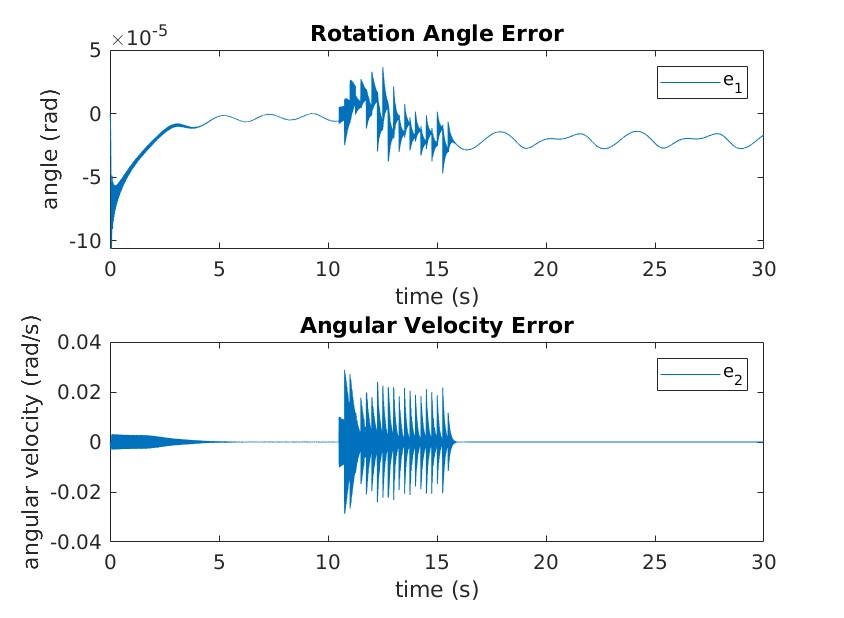 Rotation Angle Error
×10⁻⁵
5
0
-5
-10
angle (rad)
e₁
0 5 10 15 20 25 30
time (s)
Angular Velocity Error
0.04
0.02
0
-0.02
-0.04
angular velocity (rad/s)
e₂
0 5 10 15 20 25 30
time (s)